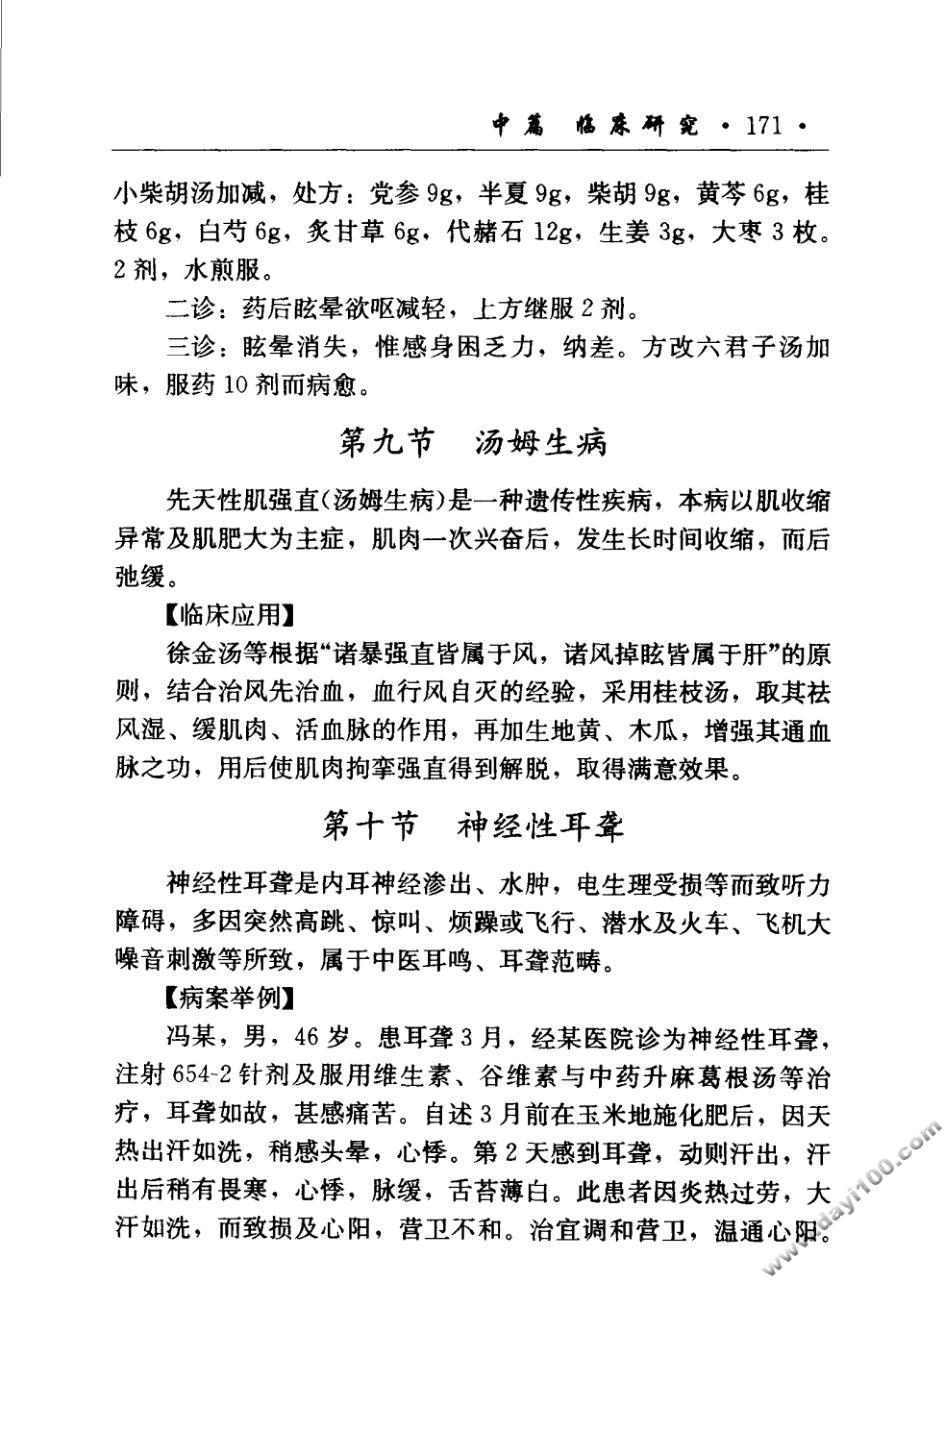 中篇 临床研究 · 171 ·
小柴胡汤加减，处方：党参 9g，半夏 9g，柴胡 9g，黄芩 6g，桂
枝 6g，白芍 6g，炙甘草 6g，代赭石 12g，生姜 3g，大枣 3 枚。
2 剂，水煎服。
二诊：药后眩晕欲呕减轻，上方继服 2 剂。
三诊：眩晕消失，惟感身困乏力，纳差。方改六君子汤加
味，服药 10 剂而病愈。
第九节 汤姆生病
先天性肌强直(汤姆生病)是一种遗传性疾病，本病以肌收缩
异常及肌肥大为主症，肌肉一次兴奋后，发生长时间收缩，而后
弛缓。
【临床应用】
徐金汤等根据“诸暴强直皆属于风，诸风掉眩皆属于肝”的原
则，结合治风先治血，血行风自灭的经验，采用桂枝汤，取其祛
风湿、缓肌肉、活血脉的作用，再加生地黄、木瓜，增强其通血
脉之功，用后使肌肉拘挛强直得到解脱，取得满意效果。
第十节 神经性耳聋
神经性耳聋是内耳神经渗出、水肿，电生理受损等而致听力
障碍，多因突然高跳、惊叫、烦躁或飞行、潜水及火车、飞机大
噪音刺激等所致，属于中医耳鸣、耳聋范畴。
【病案举例】
冯某，男，46 岁。患耳聋 3 月，经某医院诊为神经性耳聋，
注射 654-2 针剂及服用维生素、谷维素与中药升麻葛根汤等治
疗，耳聋如故，甚感痛苦。自述 3 月前在玉米地施化肥后，因天
热出汗如洗，稍感头晕，心悸。第 2 天感到耳聋，动则汗出，汗
出后稍有畏寒，心悸，脉缓，舌苔薄白。此患者因炎热过劳，大
汗如洗，而致损及心阳，营卫不和。治宜调和营卫，温通心阳。
www.dayi100.com